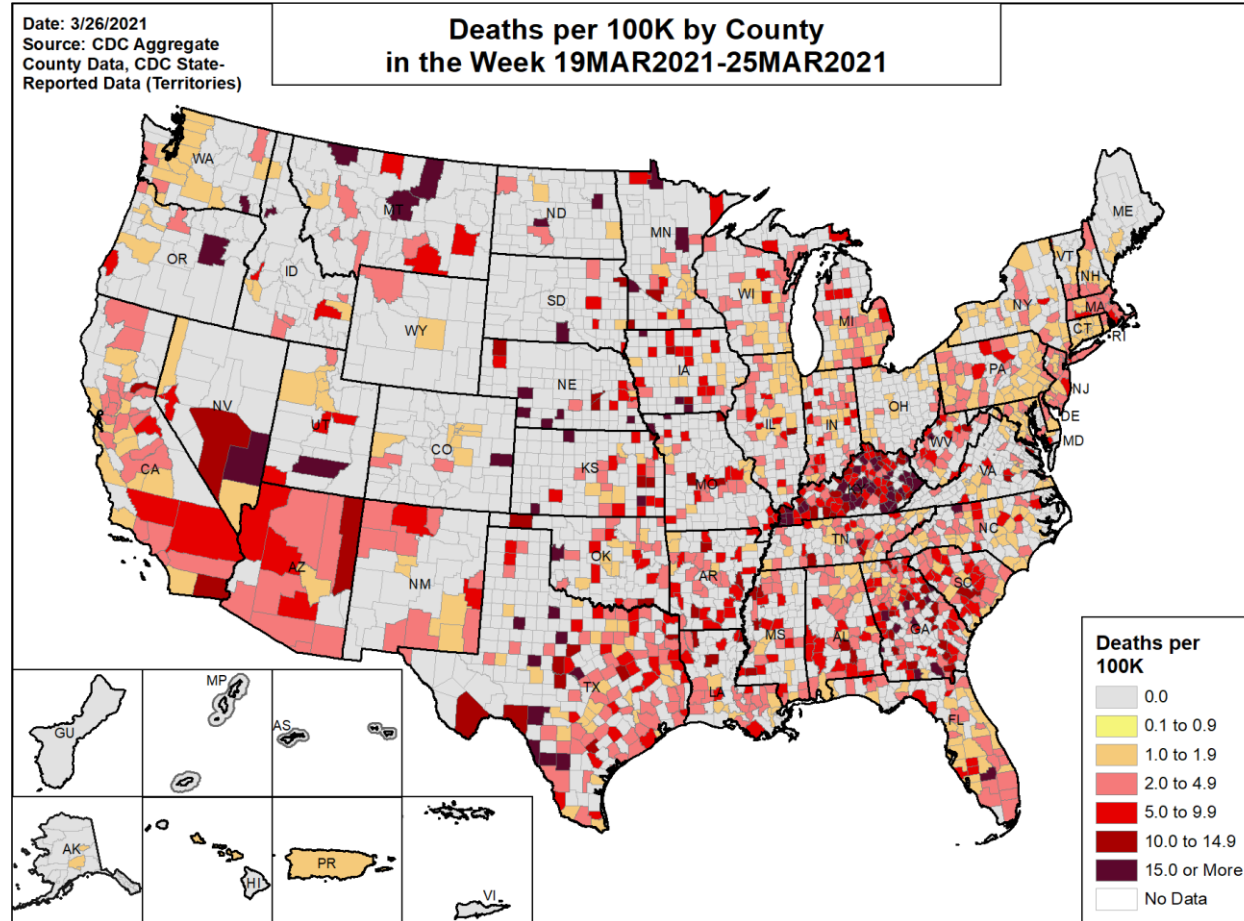 Date: 3/26/2021
Source: CDC Aggregate
County Data, CDC State-
Reported Data (Territories)
Deaths per 100K by County
in the Week 19MAR2021-25MAR2021
WA
MT
ND
MN
ME
OR
ID
SD
WI
MI
NY
VT
NH
MA
CT
RI
WY
IA
PA
NJ
NV
UT
NE
IL
IN
OH
DE
MD
CA
CO
KS
MO
WV
VA
AZ
NM
OK
AR
TN
NC
SC
MS
AL
GA
TX
LA
FL
GU
MP
AS
AK
HI
PR
VI
Deaths per
100K
0.0
0.1 to 0.9
1.0 to 1.9
2.0 to 4.9
5.0 to 9.9
10.0 to 14.9
15.0 or More
No Data